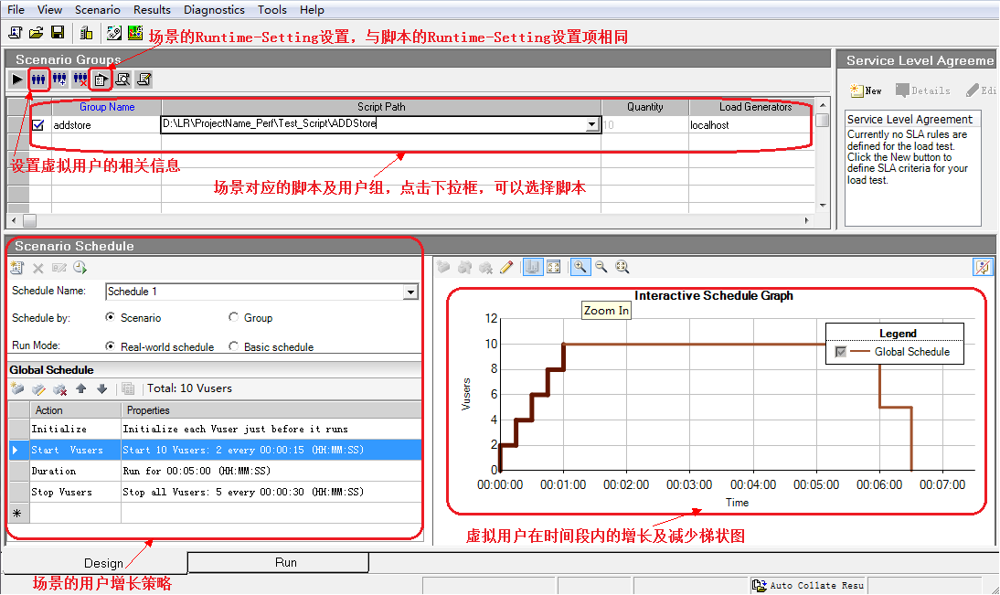 File View Scenario Results Diagnostics Tools Help
场景的Runtime-Setting设置，与脚本的Runtime-Setting设置项相同
Scenario Groups
Service Level Agreeme
New Details Edi
Group Name Script Path Quantity Load Generators
addstore D:\LR\ProjectName_Perf\Test_Script\ADDStore 10 localhost
Service Level Agreement
Currently no SLA rules are
defined for the load test.
Click the New button to
define SLA criteria for your
load test.
设置虚拟用户的相关信息
场景对应的脚本及用户组，点击下拉框，可以选择脚本
Scenario Schedule
Schedule Name: Schedule 1
Schedule by: Scenario Group
Run Mode: Real-world schedule Basic schedule
Global Schedule
Total: 10 Vusers
Action Properties
Initialize Initialize each Vuser just before it runs
Start Vusers Start 10 Vusers: 2 every 00:00:15 (HH:MM:SS)
Duration Run for 00:05:00 (HH:MM:SS)
Stop Vusers Stop all Vusers: 5 every 00:00:30 (HH:MM:SS)
*
Interactive Schedule Graph
Zoom In
Legend
Global Schedule
Vusers
12
10
8
6
4
2
0
00:00:00 00:01:00 00:02:00 00:03:00 00:04:00 00:05:00 00:06:00 00:07:00
Time
虚拟用户在时间段内的增长及减少梯状图
Design Run
场景的用户增长策略
Auto Collate Resu